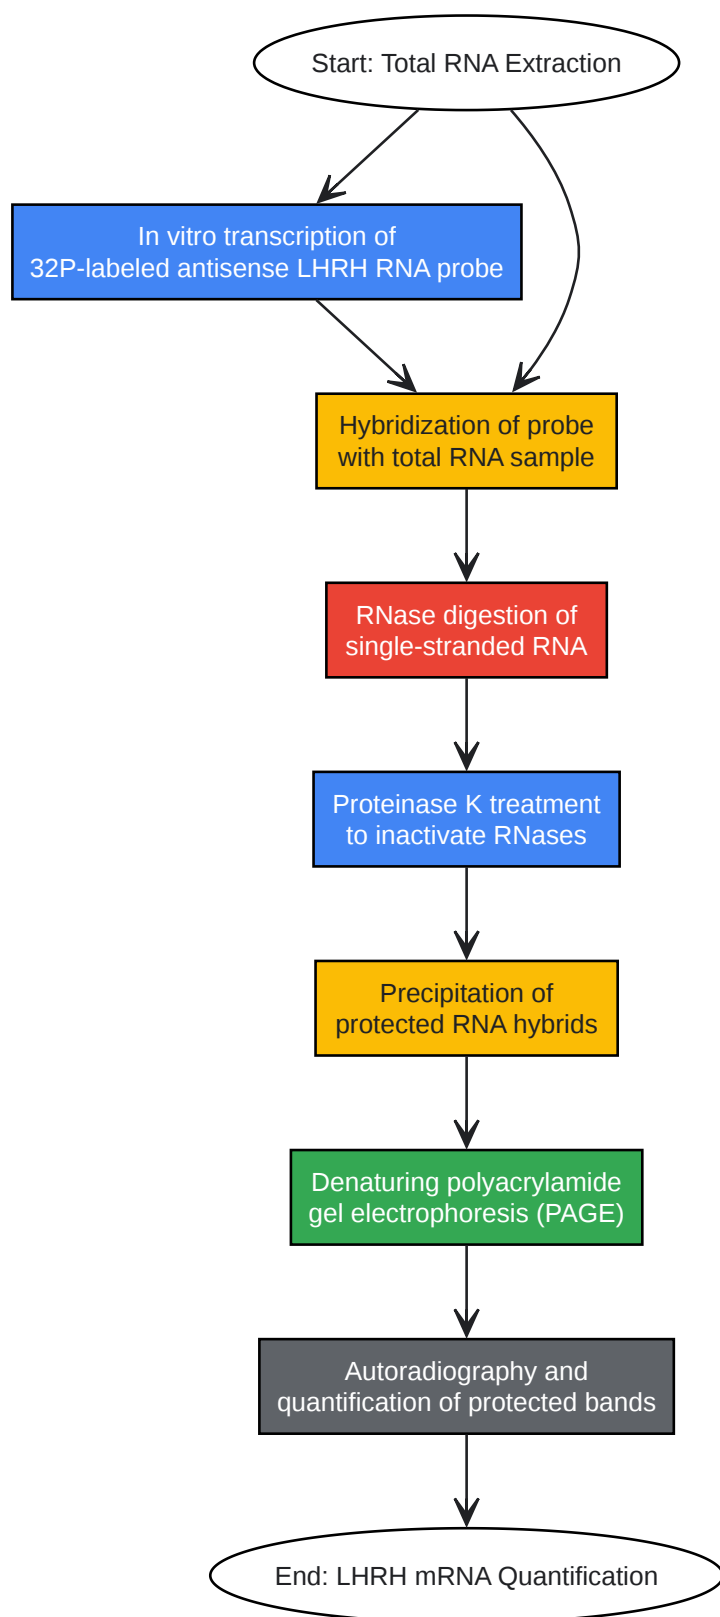 Start: Total RNA Extraction
In vitro transcription of
32P-labeled antisense LHRH RNA probe
Hybridization of probe
with total RNA sample
RNase digestion of
single-stranded RNA
Proteinase K treatment
to inactivate RNases
Precipitation of
protected RNA hybrids
Denaturing polyacrylamide
gel electrophoresis (PAGE)
Autoradiography and
quantification of protected bands
End: LHRH mRNA Quantification